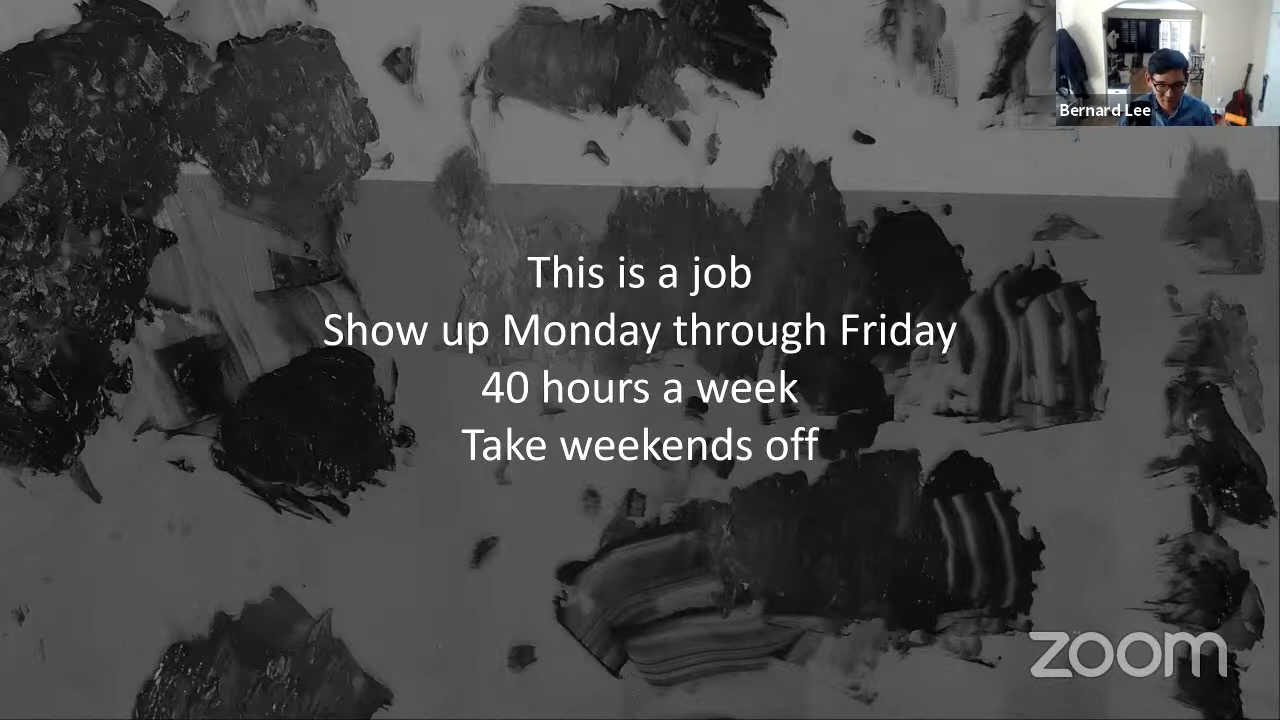 Bernard Lee
This is a job
Show up Monday through Friday
40 hours a week
Take weekends off
zoom